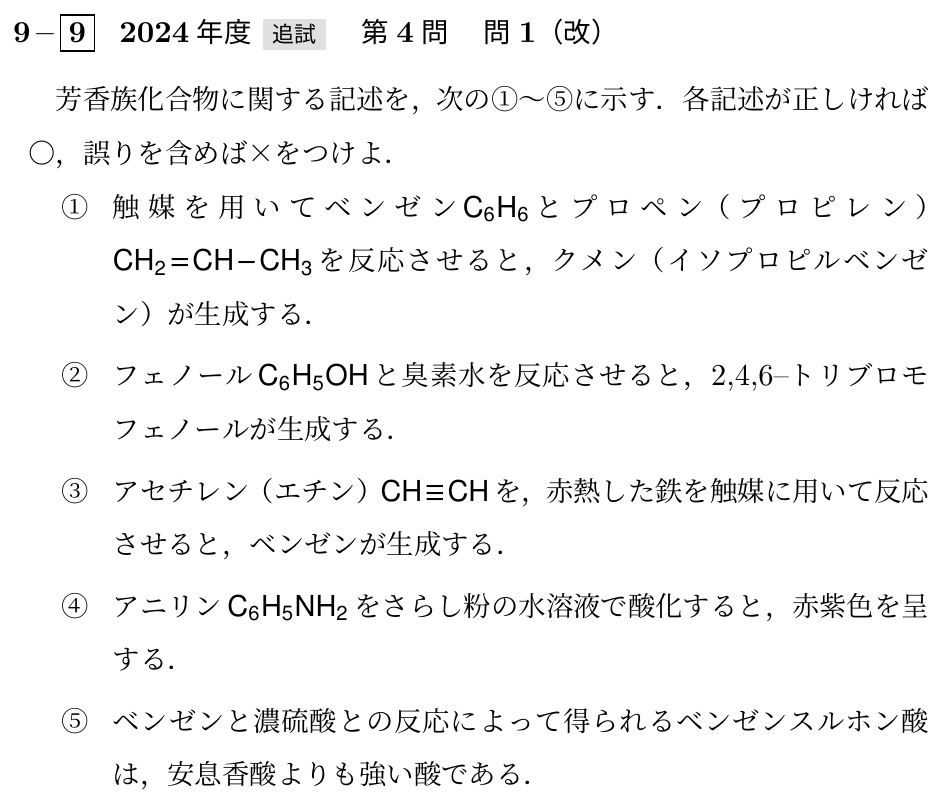 9−9 2024年度 追試 第4問 問1（改）
芳香族化合物に関する記述を，次の①～⑤に示す．各記述が正しければ
○，誤りを含めば×をつけよ．
① 触媒を用いてベンゼンC₆H₆とプロペン（プロピレン）
CH₂=CH−CH₃を反応させると，クメン（イソプロピルベンゼ
ン）が生成する．
② フェノールC₆H₅OHと臭素水を反応させると，2,4,6–トリブロモ
フェノールが生成する．
③ アセチレン（エチン）CH≡CHを，赤熱した鉄を触媒に用いて反応
させると，ベンゼンが生成する．
④ アニリンC₆H₅NH₂をさらし粉の水溶液で酸化すると，赤紫色を呈
する．
⑤ ベンゼンと濃硫酸との反応によって得られるベンゼンスルホン酸
は，安息香酸よりも強い酸である．